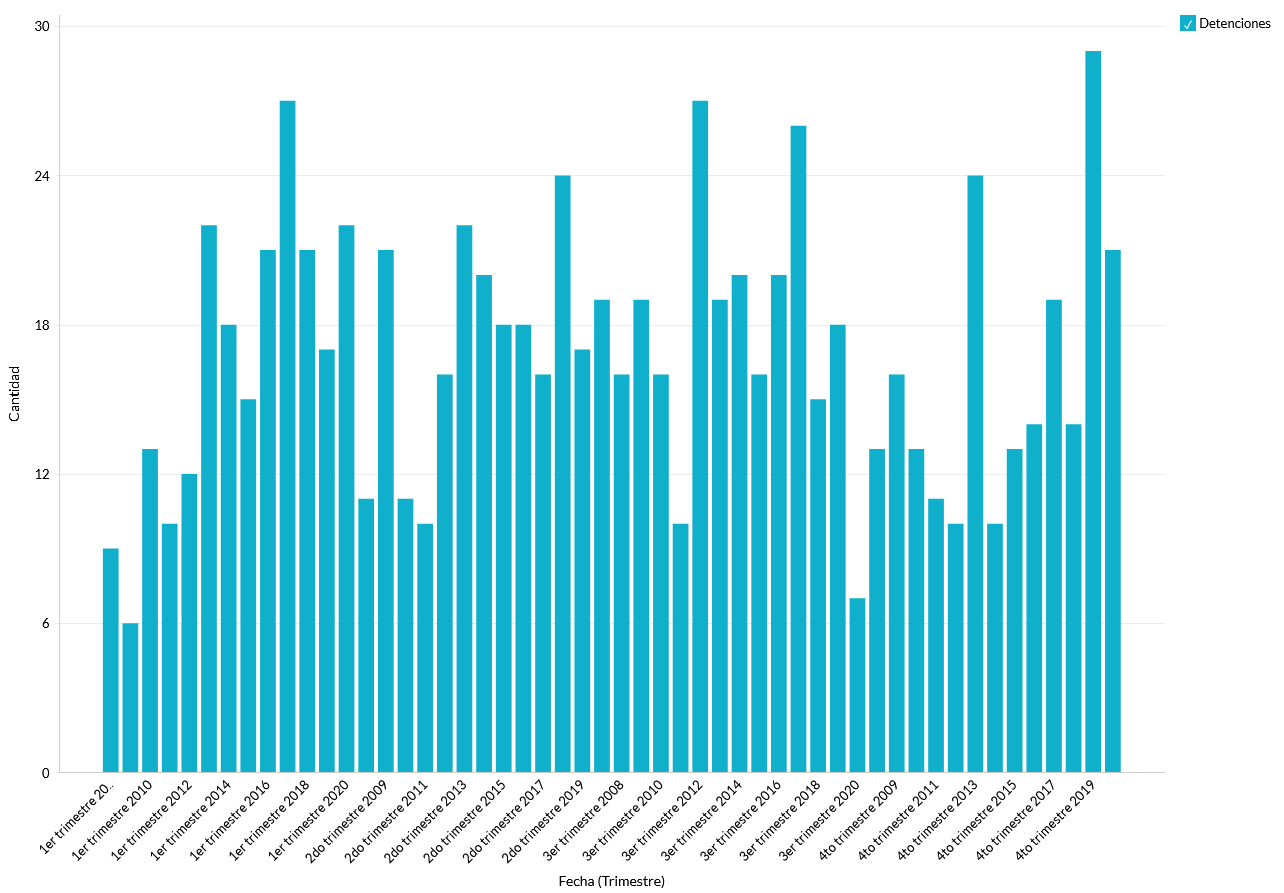 Detenciones
30
24
18
12
6
0
Cantidad
1er trimestre 20..
1er trimestre 2010
1er trimestre 2012
1er trimestre 2014
1er trimestre 2016
1er trimestre 2018
1er trimestre 2020
2do trimestre 2009
2do trimestre 2011
2do trimestre 2013
2do trimestre 2015
2do trimestre 2017
2do trimestre 2019
3er trimestre 2008
3er trimestre 2010
3er trimestre 2012
3er trimestre 2014
3er trimestre 2016
3er trimestre 2018
3er trimestre 2020
4to trimestre 2009
4to trimestre 2011
4to trimestre 2013
4to trimestre 2015
4to trimestre 2017
4to trimestre 2019
Fecha (Trimestre)